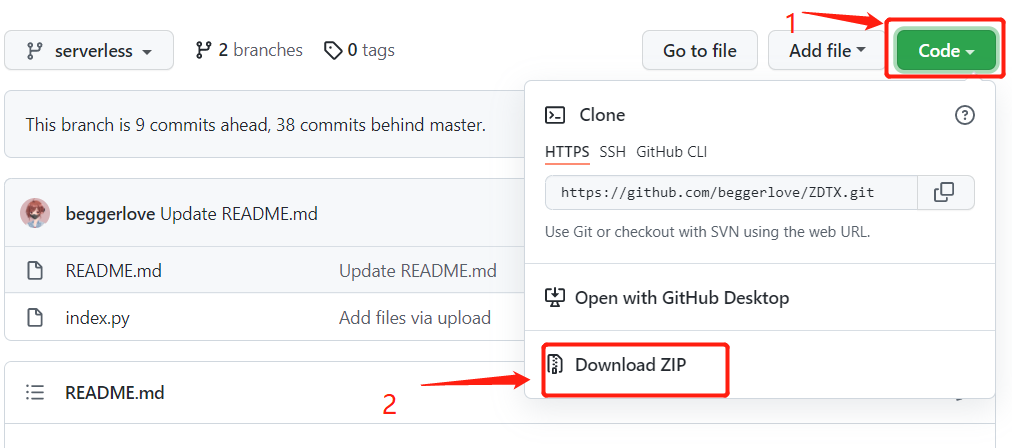 1
serverless 2 branches 0 tags Go to file Add file Code
Clone
This branch is 9 commits ahead, 38 commits behind master.
HTTPS SSH GitHub CLI
https://github.com/beggerlove/ZDTX.git
beggerlove Update README.md
Use Git or checkout with SVN using the web URL.
README.md Update README.md
Open with GitHub Desktop
index.py Add files via upload
Download ZIP
README.md
2